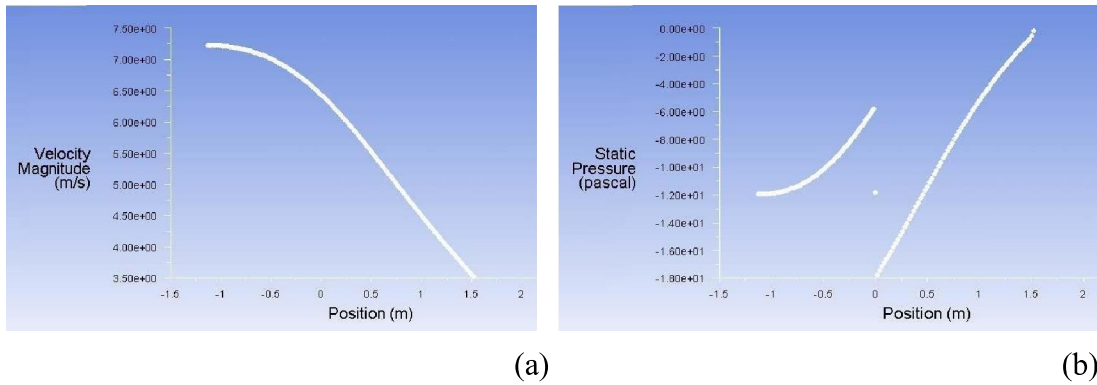 7.50e+00
7.00e+00
6.50e+00
6.00e+00
Velocity
Magnitude
(m/s)
5.50e+00
5.00e+00
4.50e+00
4.00e+00
3.50e+00
-1.5 -1 -0.5 0 0.5 1 1.5 2
Position (m)
(a)
0.00e+00
-2.00e+00
-4.00e+00
-6.00e+00
-8.00e+00
Static
Pressure
(pascal)
-1.00e+01
-1.20e+01
-1.40e+01
-1.60e+01
-1.80e+01
-1.5 -1 -0.5 0 0.5 1 1.5 2
Position (m)
(b)